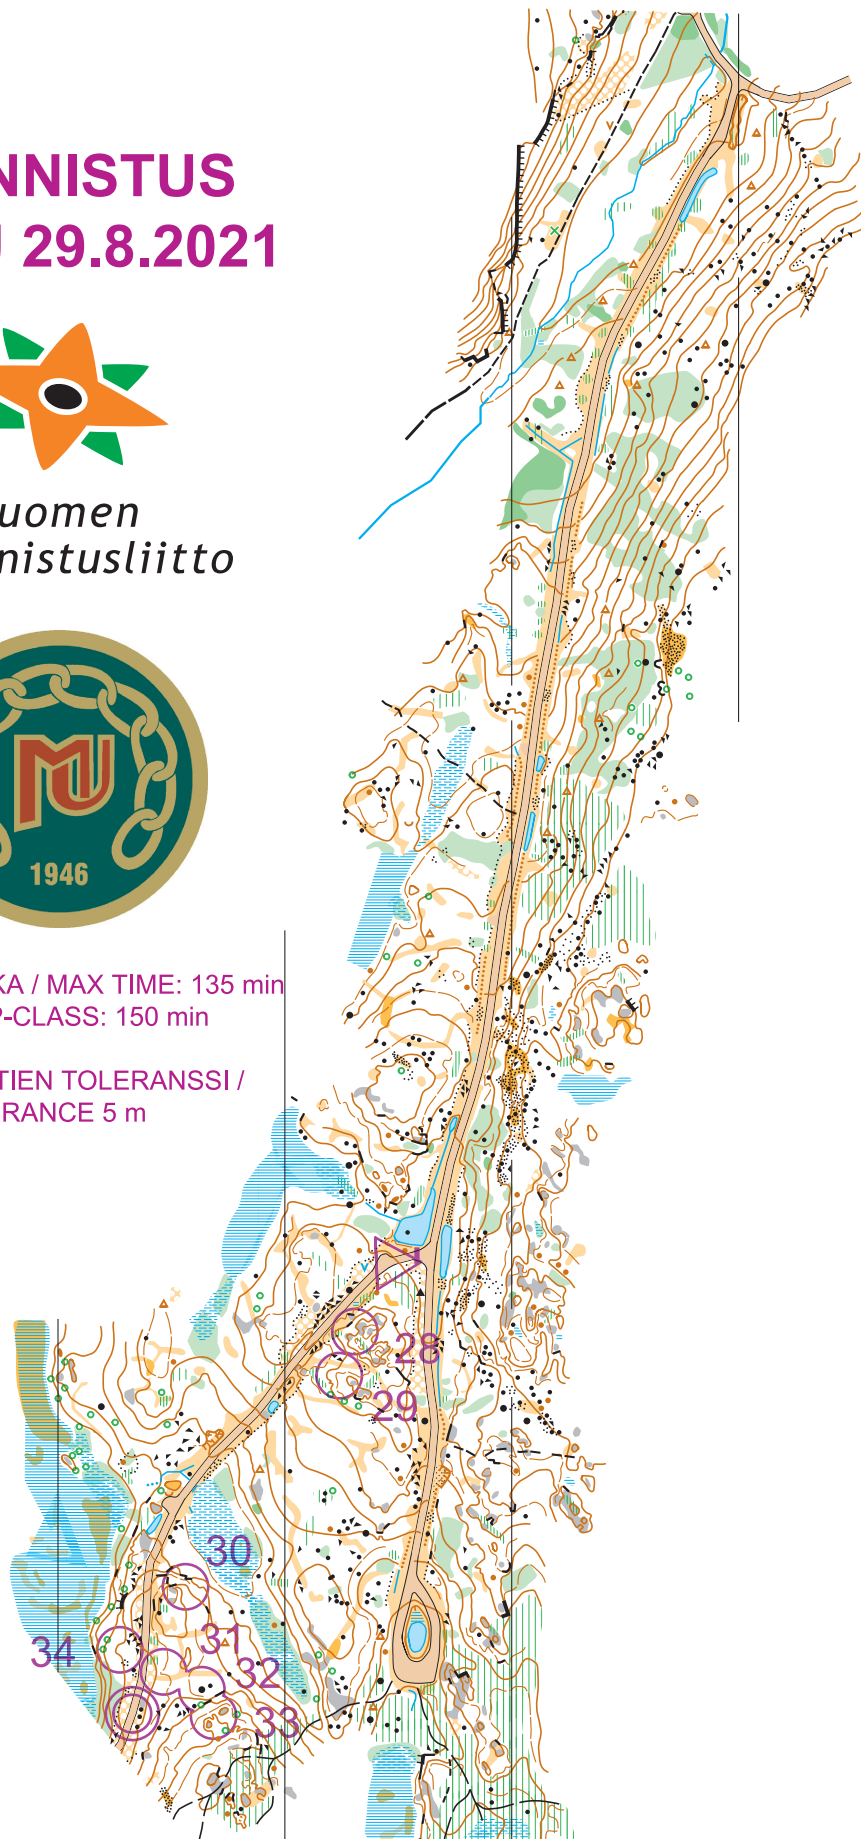 NNISTUS
U 29.8.2021
uomen
nistusliitto
MU
1946
KA / MAX TIME: 135 min
P-CLASS: 150 min
TIEN TOLERANSSI /
RANCE 5 m
28
29
30
31
32
33
34